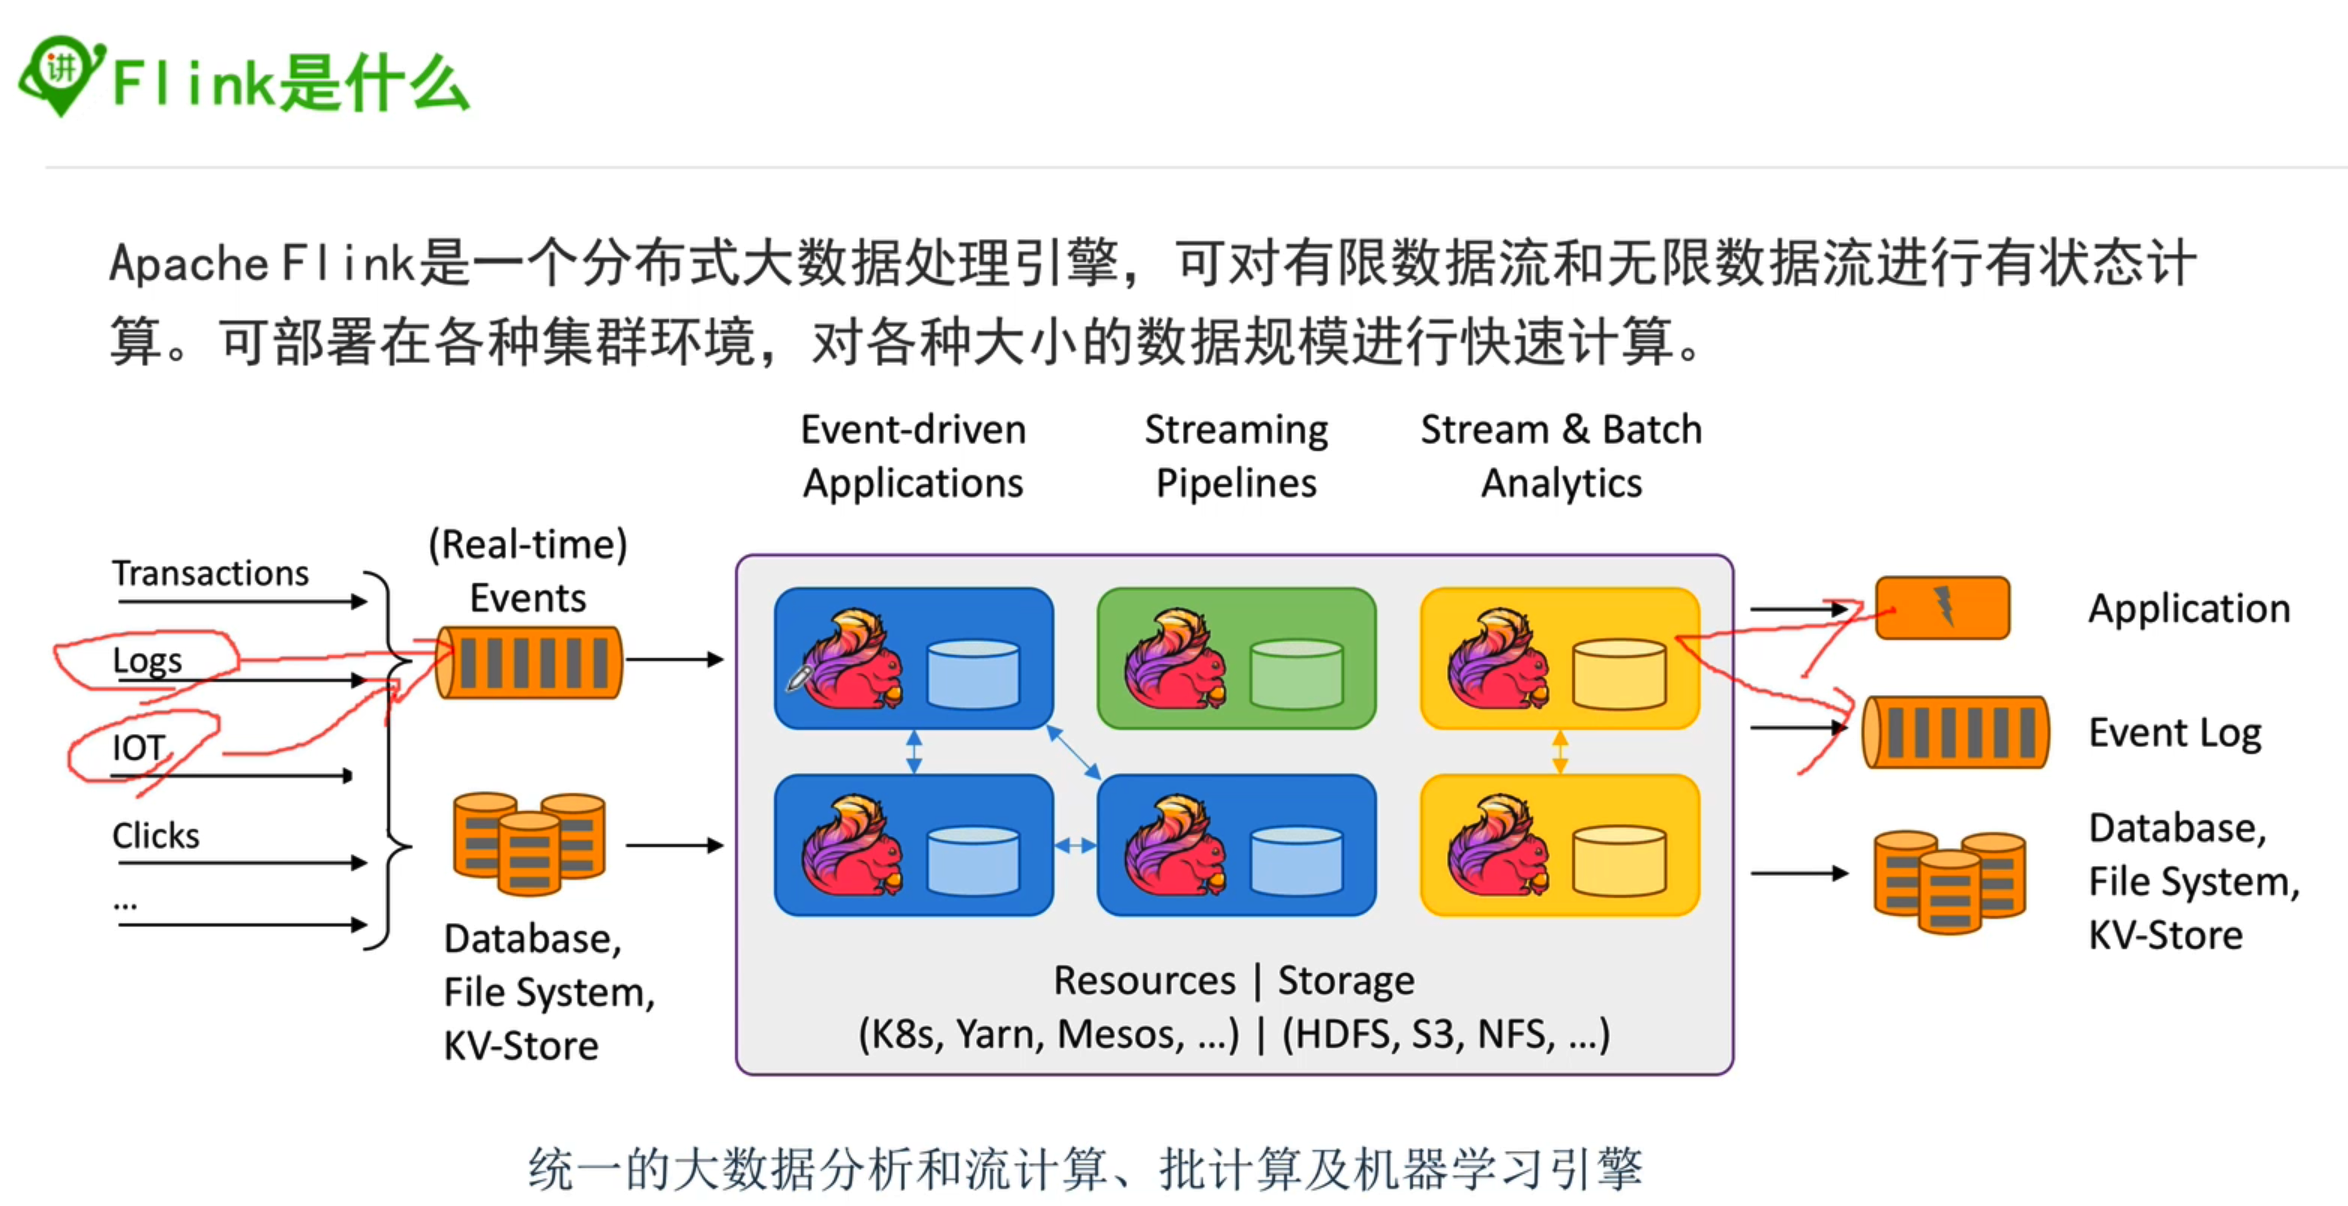 讲
Flink是什么
Apache Flink是一个分布式大数据处理引擎，可对有限数据流和无限数据流进行有状态计
算。可部署在各种集群环境，对各种大小的数据规模进行快速计算。
Event-driven
Applications
Streaming
Pipelines
Stream & Batch
Analytics
(Real-time)
Events
Transactions
Logs
IOT
Clicks
...
Database,
File System,
KV-Store
Resources | Storage
(K8s, Yarn, Mesos, ...) | (HDFS, S3, NFS, ...)
Application
Event Log
Database,
File System,
KV-Store
统一的大数据分析和流计算、批计算及机器学习引擎